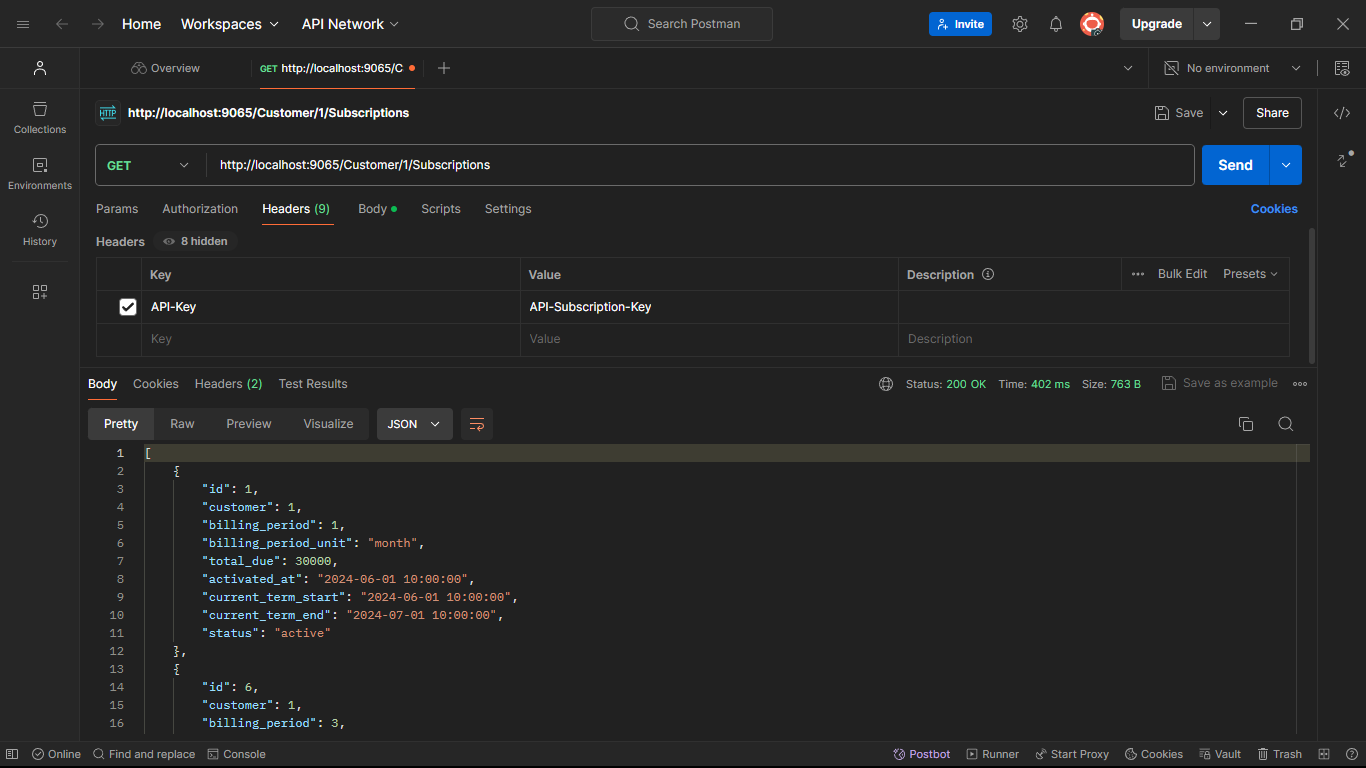 Home Workspaces API Network Search Postman Invite Upgrade
Overview GET http://localhost:9065/C No environment
HTTP http://localhost:9065/Customer/1/Subscriptions Save Share
Collections
GET http://localhost:9065/Customer/1/Subscriptions Send
Environments
Params Authorization Headers (9) Body Scripts Settings Cookies
History
Headers 8 hidden
Key Value Description Bulk Edit Presets
API-Key API-Subscription-Key
Key Value Description
Body Cookies Headers (2) Test Results Status: 200 OK Time: 402 ms Size: 763 B Save as example
Pretty Raw Preview Visualize JSON
1 [
2 {
3 "id": 1,
4 "customer": 1,
5 "billing_period": 1,
6 "billing_period_unit": "month",
7 "total_due": 30000,
8 "activated_at": "2024-06-01 10:00:00",
9 "current_term_start": "2024-06-01 10:00:00",
10 "current_term_end": "2024-07-01 10:00:00",
11 "status": "active"
12 },
13 {
14 "id": 6,
15 "customer": 1,
16 "billing_period": 3,
Online Find and replace Console Postbot Runner Start Proxy Cookies Vault Trash